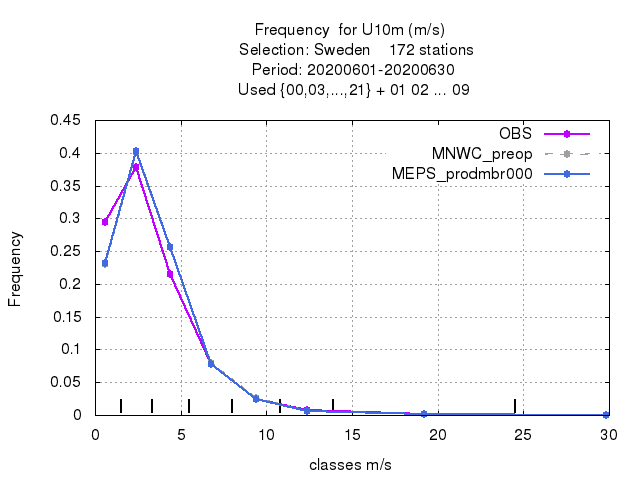 Frequency  for U10m (m/s)
Selection: Sweden    172 stations
Period: 20200601-20200630
Used {00,03,...,21} + 01 02 ... 09
OBS
MNWC_preop
MEPS_prodmbr000
0.45
0.4
0.35
0.3
0.25
0.2
0.15
0.1
0.05
0
Frequency
0 5 10 15 20 25 30
classes m/s